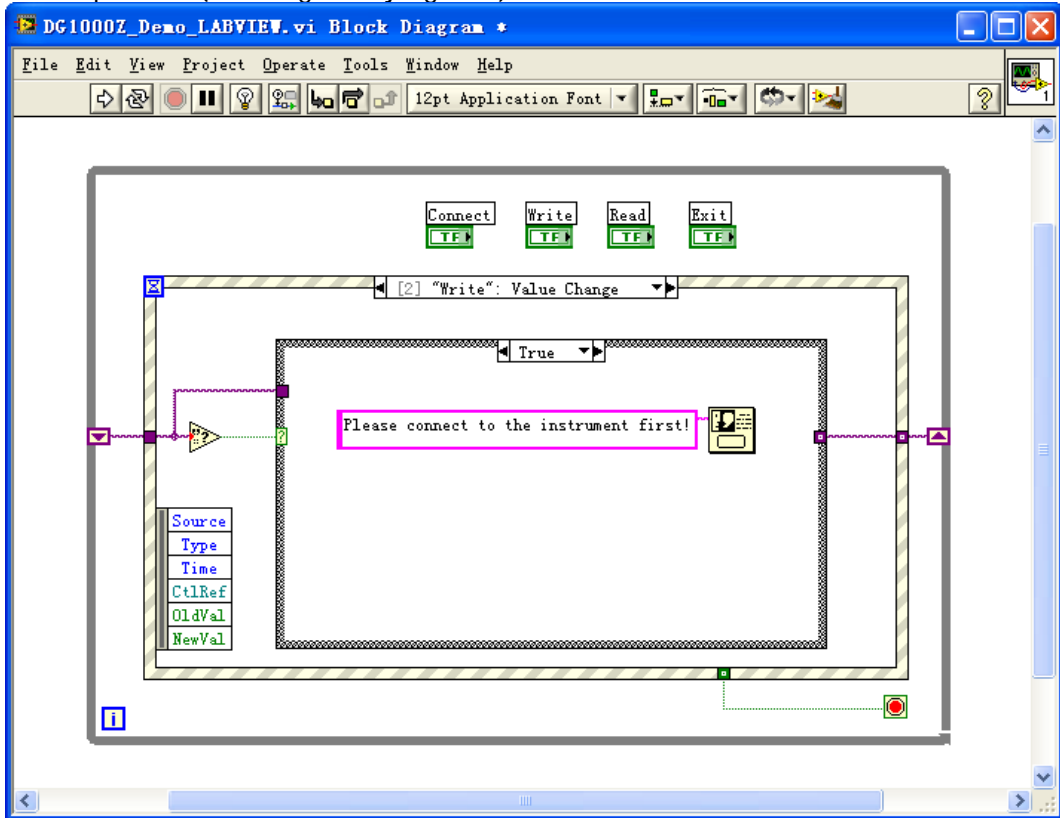 DG1000Z_Demo_LABVIEW.vi Block Diagram *
File Edit View Project Operate Tools Window Help
12pt Application Font
1
Connect Write Read Exit
TF TF TF TF
[2] "Write": Value Change
True
"?
Please connect to the instrument first!
?
Source
Type
Time
CtlRef
OldVal
NewVal
i